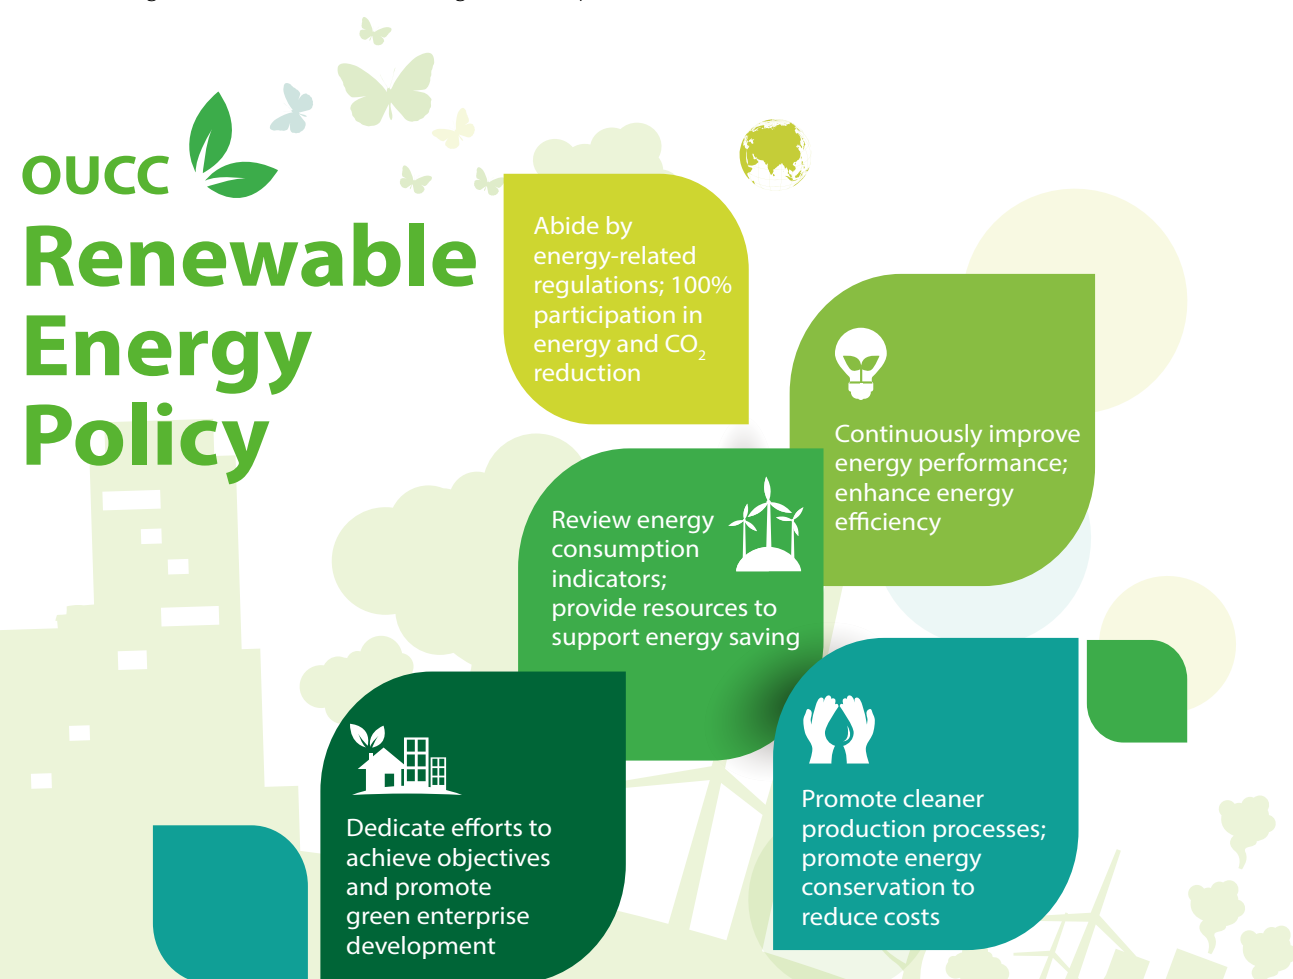 OUCC
Renewable
Energy
Policy
Abide by
energy-related
regulations; 100%
participation in
energy and CO₂
reduction
Continuously improve
energy performance;
enhance energy
efficiency
Review energy
consumption
indicators;
provide resources to
support energy saving
Dedicate efforts to
achieve objectives
and promote
green enterprise
development
Promote cleaner
production processes;
promote energy
conservation to
reduce costs